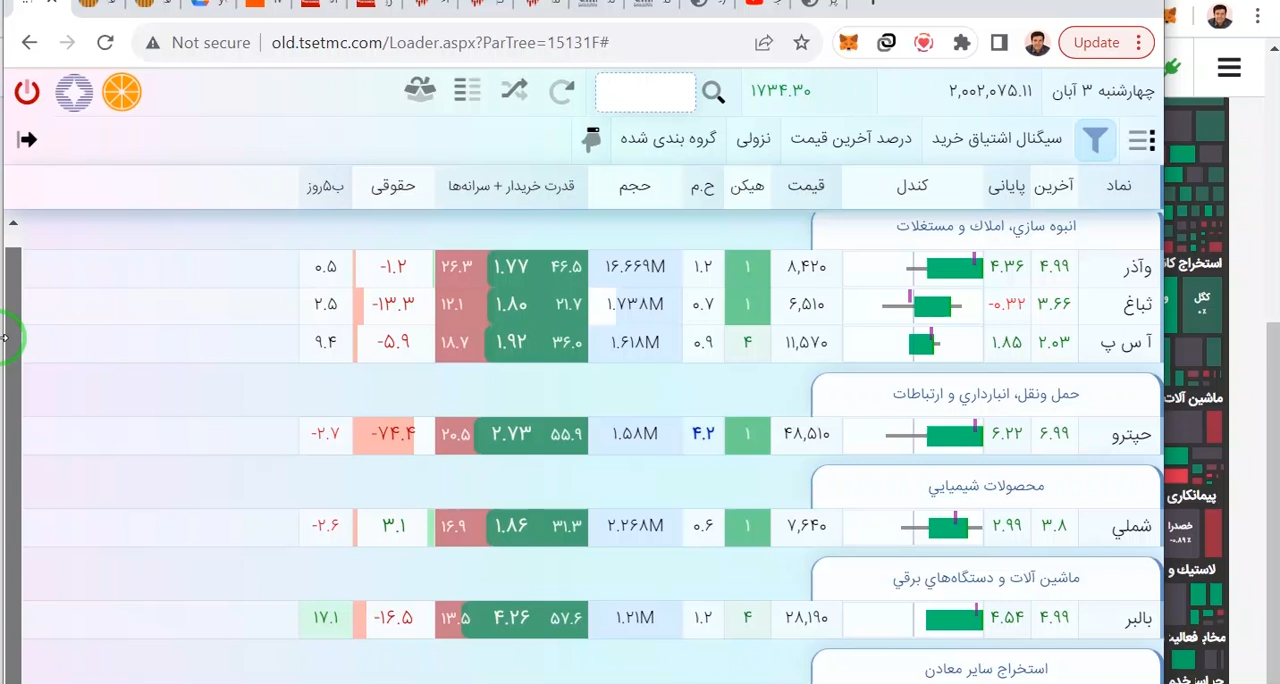 Not secure | old.tsetmc.com/Loader.aspx?ParTree=15131F#
Update
چهارشنبه ۳ آبان ۲,۰۰۲,۰۷۵.۱۱ ۱۷۳۴.۳۰
سیگنال اشتیاق خرید درصد آخرین قیمت نزولی گروه بندی شده
نماد آخرین پایانی کندل قیمت هیکن ح.م حجم قدرت خریدار + سرانه‌ها حقوقی ب۵روز
انبوه سازي، املاك و مستغلات
وآذر ۴.۹۹ ۴.۳۶ ۸,۴۲۰ ۱ ۱.۲ ۱۶.۶۶۹M ۴۶.۵ ۱.۷۷ ۲۶.۳ -۱.۲ ۰.۵
ثباغ ۳.۶۶ -۰.۳۲ ۶,۵۱۰ ۱ ۰.۷ ۱.۷۳۸M ۲۱.۷ ۱.۸۰ ۱۲.۱ -۱۳.۳ ۲.۵
آ س پ ۲.۰۳ ۱.۸۵ ۱۱,۵۷۰ ۴ ۰.۹ ۱.۶۱۸M ۳۶.۰ ۱.۹۲ ۱۸.۷ -۵.۹ ۹.۴
حمل ونقل، انبارداري و ارتباطات
حپترو ۶.۹۹ ۶.۲۲ ۴۸,۵۱۰ ۱ ۴.۲ ۱.۵۸M ۵۵.۹ ۲.۷۳ ۲۰.۵ -۷۴.۴ -۲.۷
محصولات شيميايي
شملي ۳.۸ ۲.۹۹ ۷,۶۴۰ ۱ ۰.۶ ۲.۲۶۸M ۳۱.۳ ۱.۸۶ ۱۶.۹ ۳.۱ -۲.۶
ماشين آلات و دستگاه‌هاي برقي
بالبر ۴.۹۹ ۴.۵۴ ۲۸,۱۹۰ ۴ ۱.۲ ۱.۲۱M ۵۷.۶ ۴.۲۶ ۱۳.۵ -۱۶.۵ ۱۷.۱
استخراج ساير معادن
استخراج کا
کگل
۰٪
ماشین آلات
پیمانکاری
خصدرا
-۰.۸۹٪
لاستیك و
فعالیت